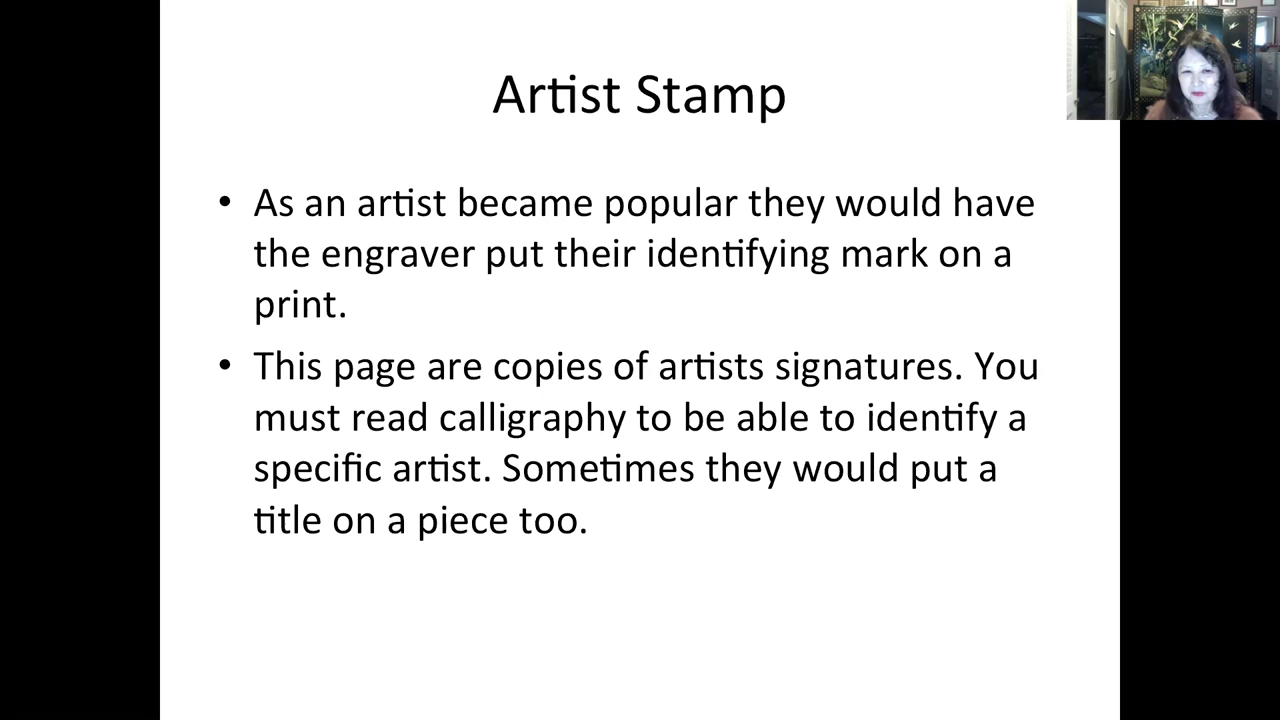 Artist Stamp
• As an artist became popular they would have
the engraver put their identifying mark on a
print.
• This page are copies of artists signatures. You
must read calligraphy to be able to identify a
specific artist. Sometimes they would put a
title on a piece too.